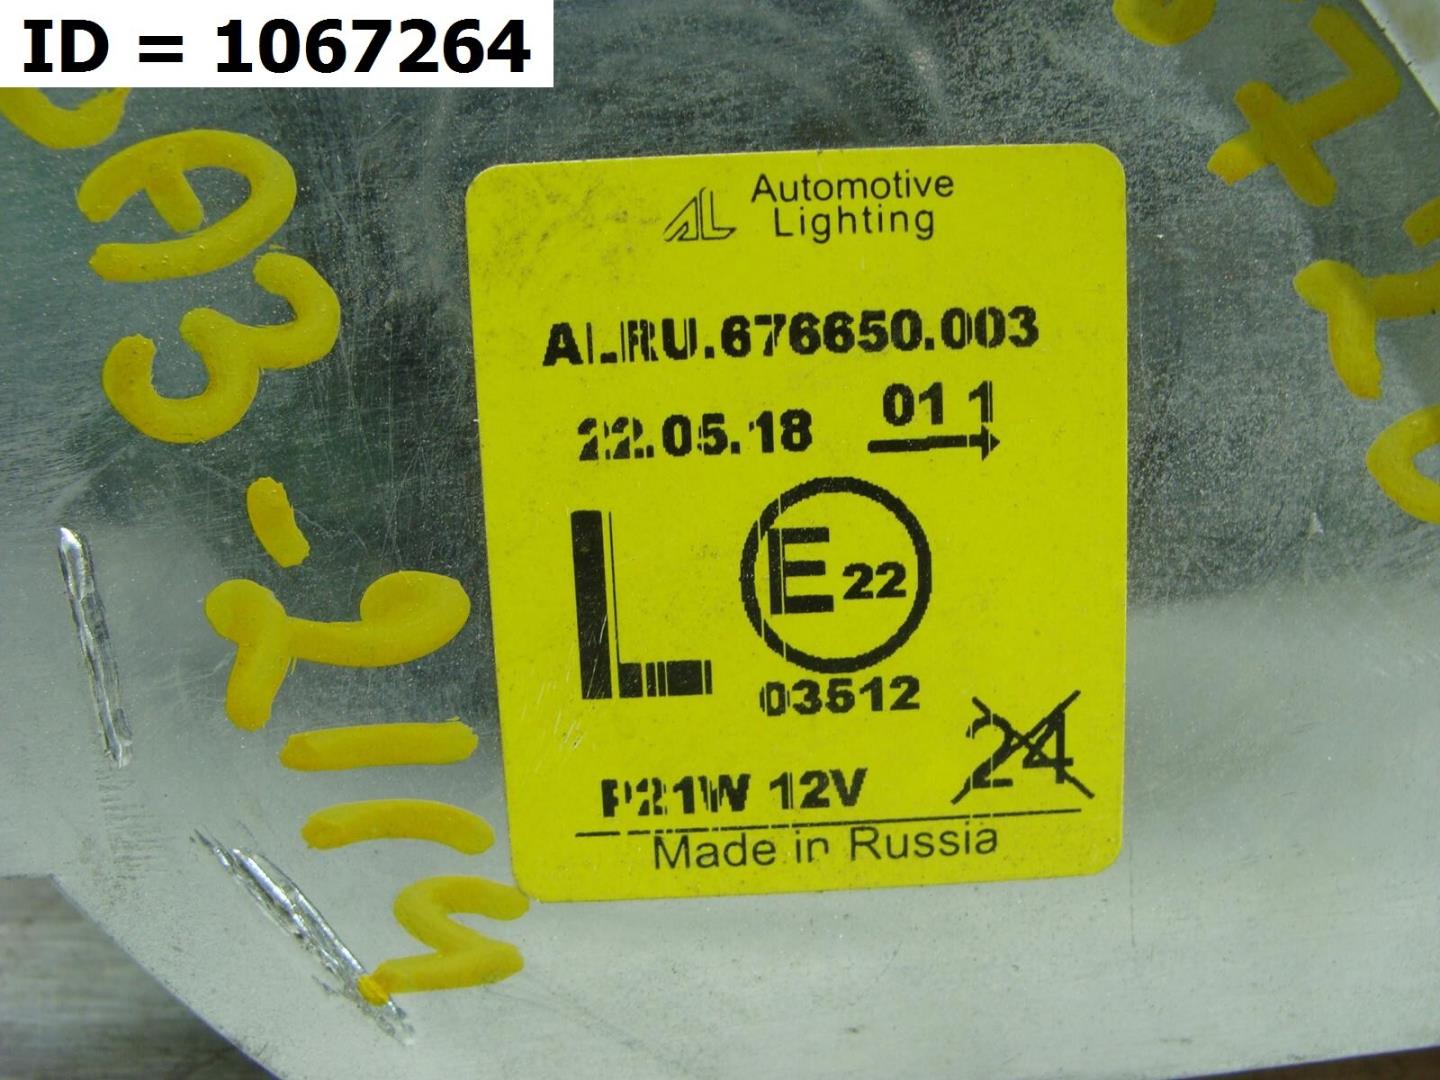 ID = 1067264
Automotive
Lighting
ALRU.676650.003
22.05.18 01 1
L E 22
03512
24
P21W 12V
Made in Russia